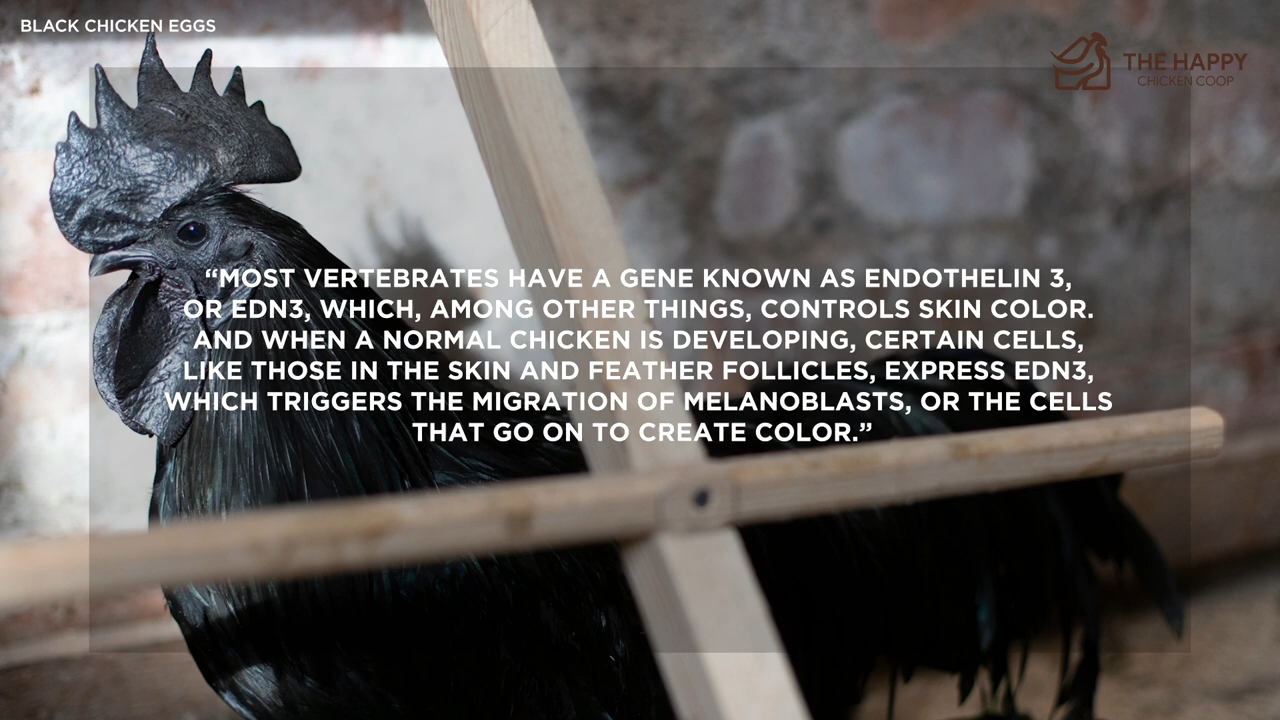 BLACK CHICKEN EGGS
THE HAPPY
CHICKEN COOP
“MOST VERTEBRATES HAVE A GENE KNOWN AS ENDOTHELIN 3,
OR EDN3, WHICH, AMONG OTHER THINGS, CONTROLS SKIN COLOR.
AND WHEN A NORMAL CHICKEN IS DEVELOPING, CERTAIN CELLS,
LIKE THOSE IN THE SKIN AND FEATHER FOLLICLES, EXPRESS EDN3,
WHICH TRIGGERS THE MIGRATION OF MELANOBLASTS, OR THE CELLS
THAT GO ON TO CREATE COLOR.”